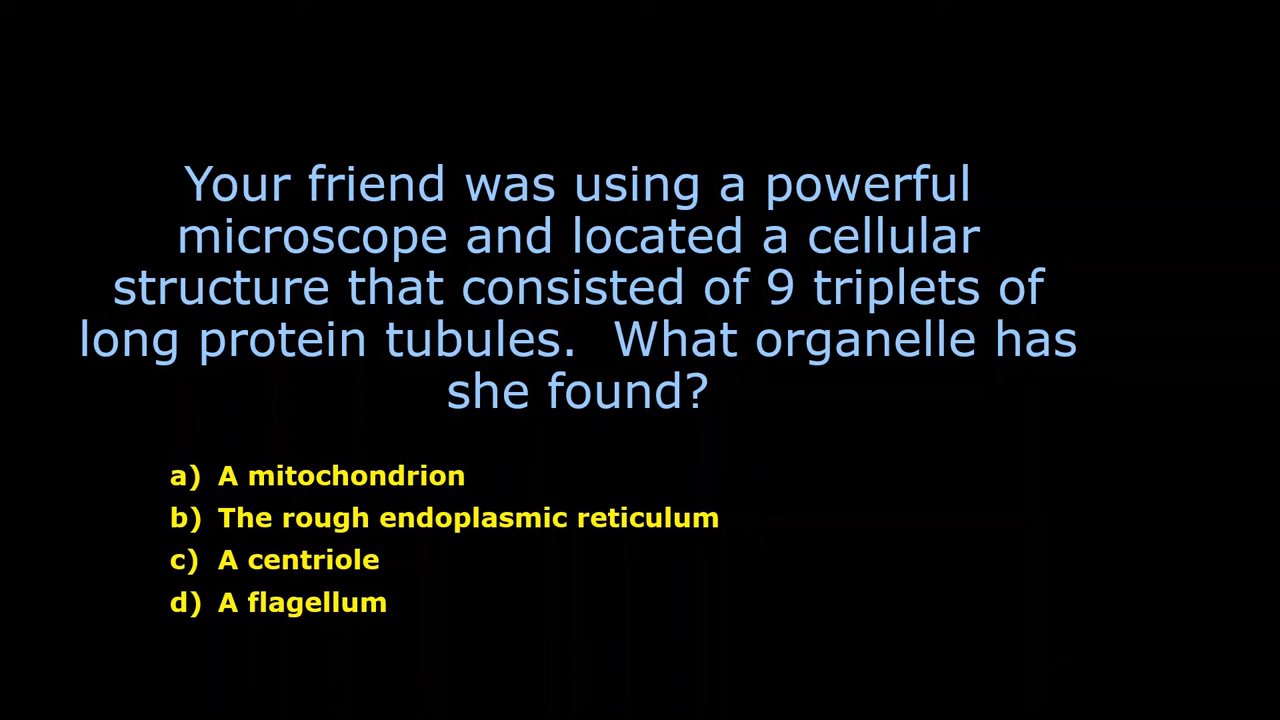 Your friend was using a powerful
microscope and located a cellular
structure that consisted of 9 triplets of
long protein tubules.  What organelle has
she found?
a) A mitochondrion
b) The rough endoplasmic reticulum
c) A centriole
d) A flagellum